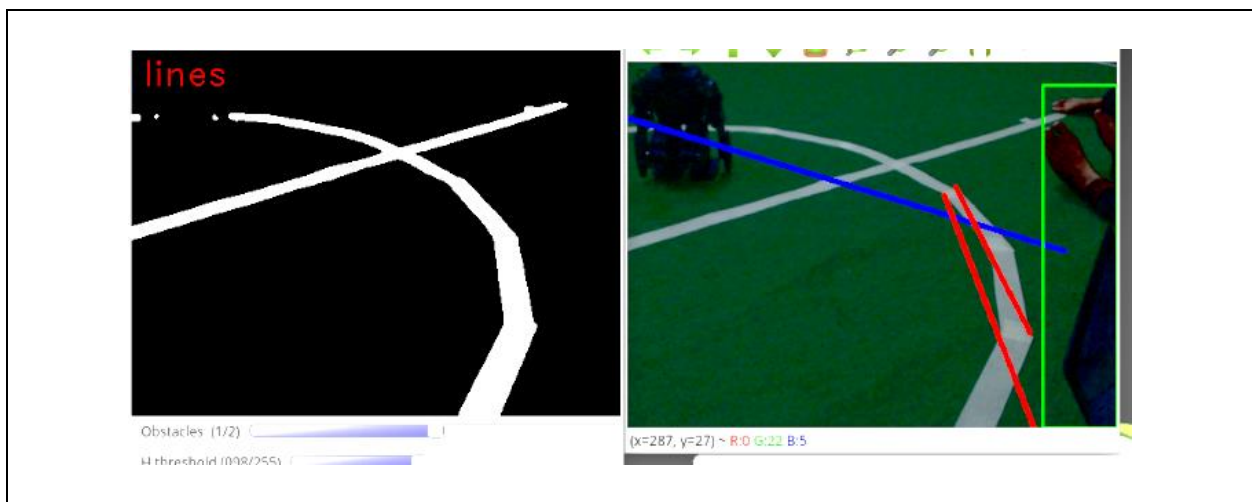 lines
Obstacles (1/2)
H threshold (098/255)
(x=287, y=27) ~ R:0 G:22 B:5